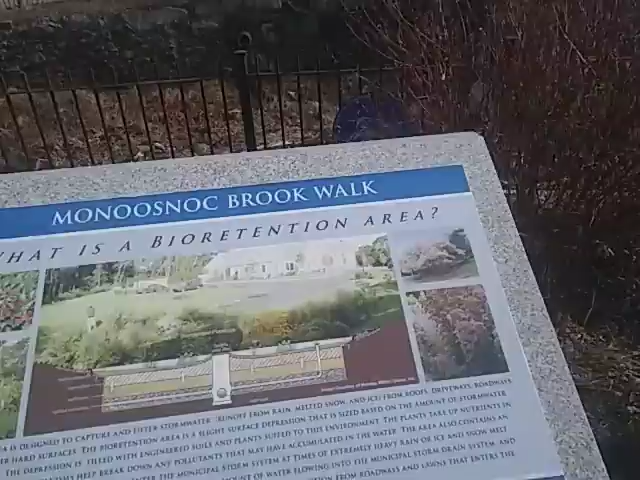 MONOOSNOC BROOK WALK
WHAT IS A BIORETENTION AREA?
IS DESIGNED TO CAPTURE AND FILTER STORMWATER RUNOFF FROM RAIN, MELTED SNOW, AND ICE) FROM ROOFS, DRIVEWAYS, ROADWAYS,
HARD SURFACES. THE BIORETENTION AREA IS A SLIGHT SURFACE DEPRESSION THAT IS SIZED BASED ON THE AMOUNT OF STORMWATER
THE DEPRESSION IS FILLED WITH ENGINEERED SOILS AND PLANTS SUITED TO THIS ENVIRONMENT. THE PLANTS TAKE UP NUTRIENTS IN
HELP BREAK DOWN ANY POLLUTANTS THAT MAY HAVE ACCUMULATED IN THE WATER. THE AREA ALSO CONTAINS AN
ENTER THE MUNICIPAL STORM SYSTEM AT TIMES OF EXTREMELY HEAVY RAIN OR ICE AND SNOW MELT
AMOUNT OF WATER FLOWING INTO THE MUNICIPAL STORM DRAIN SYSTEM, AND
FROM ROADWAYS AND LAWNS THAT ENTERS THE